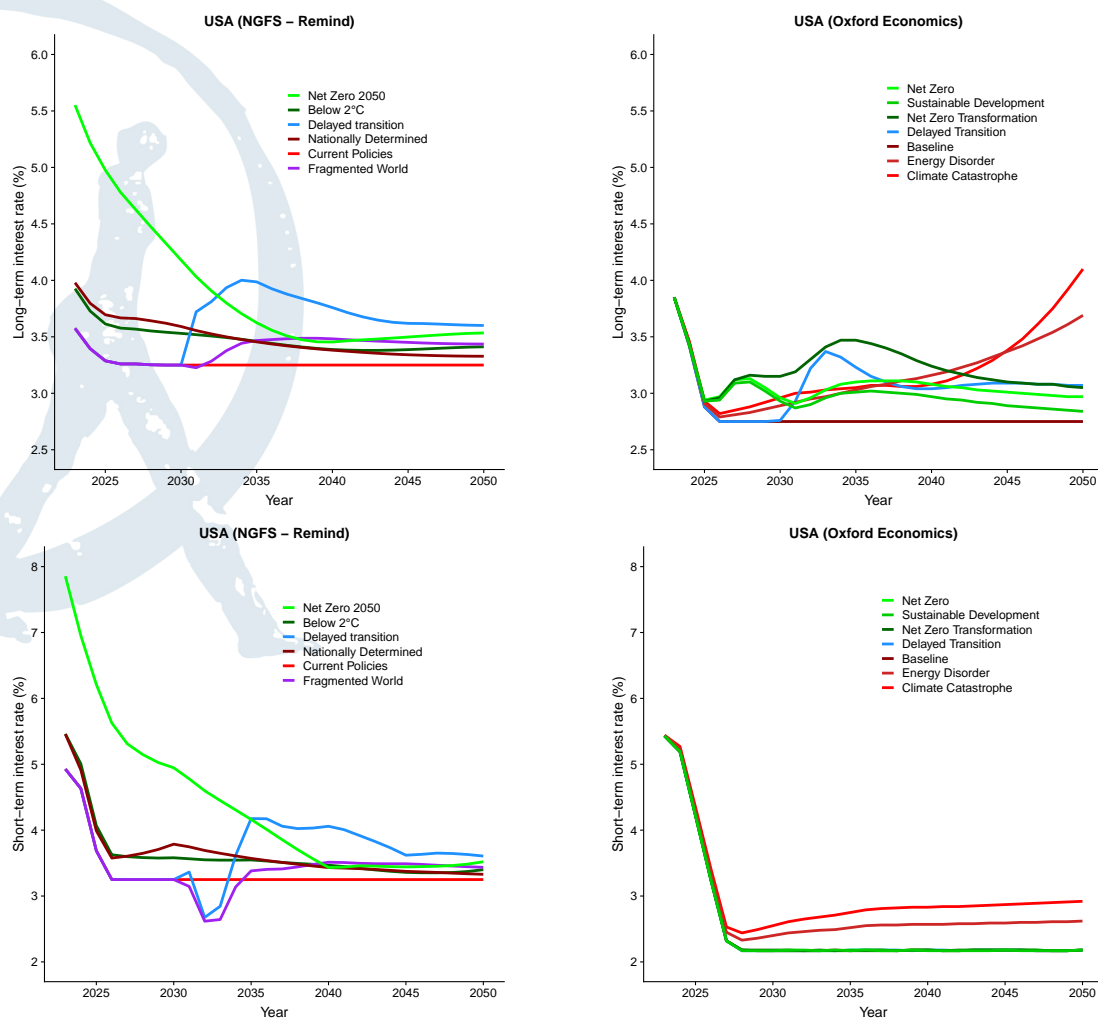 USA (NGFS − Remind)
Long−term interest rate (%)
6.0
5.5
5.0
4.5
4.0
3.5
3.0
2.5
Net Zero 2050
Below 2°C
Delayed transition
Nationally Determined
Current Policies
Fragmented World
2025 2030 2035 2040 2045 2050
Year
USA (Oxford Economics)
Long−term interest rate (%)
6.0
5.5
5.0
4.5
4.0
3.5
3.0
2.5
Net Zero
Sustainable Development
Net Zero Transformation
Delayed Transition
Baseline
Energy Disorder
Climate Catastrophe
2025 2030 2035 2040 2045 2050
Year
USA (NGFS − Remind)
Short−term interest rate (%)
8
7
6
5
4
3
2
Net Zero 2050
Below 2°C
Delayed transition
Nationally Determined
Current Policies
Fragmented World
2025 2030 2035 2040 2045 2050
Year
USA (Oxford Economics)
Short−term interest rate (%)
8
7
6
5
4
3
2
Net Zero
Sustainable Development
Net Zero Transformation
Delayed Transition
Baseline
Energy Disorder
Climate Catastrophe
2025 2030 2035 2040 2045 2050
Year